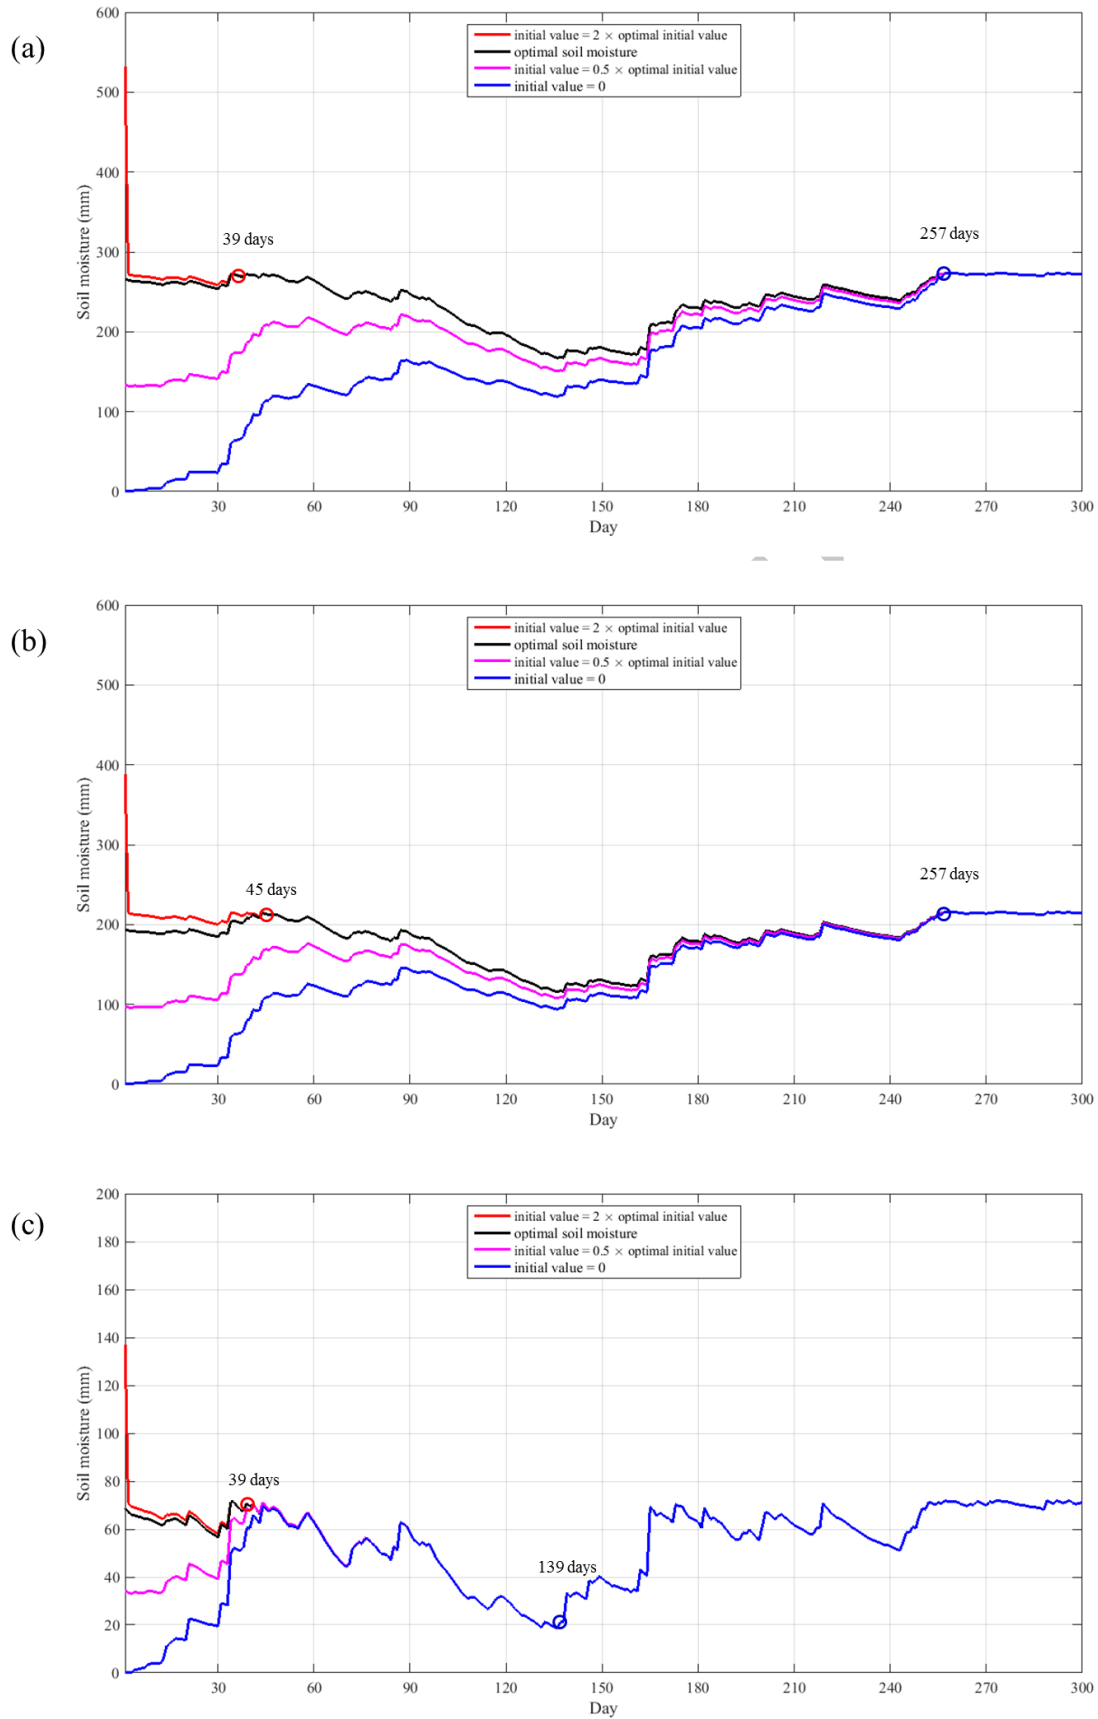 (a)
600
500
400
300
200
100
0
Soil moisture (mm)
initial value = 2 × optimal initial value
optimal soil moisture
initial value = 0.5 × optimal initial value
initial value = 0
39 days
257 days
30 60 90 120 150 180 210 240 270 300
Day
(b)
600
500
400
300
200
100
0
Soil moisture (mm)
initial value = 2 × optimal initial value
optimal soil moisture
initial value = 0.5 × optimal initial value
initial value = 0
45 days
257 days
30 60 90 120 150 180 210 240 270 300
Day
(c)
200
180
160
140
120
100
80
60
40
20
0
Soil moisture (mm)
initial value = 2 × optimal initial value
optimal soil moisture
initial value = 0.5 × optimal initial value
initial value = 0
39 days
139 days
30 60 90 120 150 180 210 240 270 300
Day